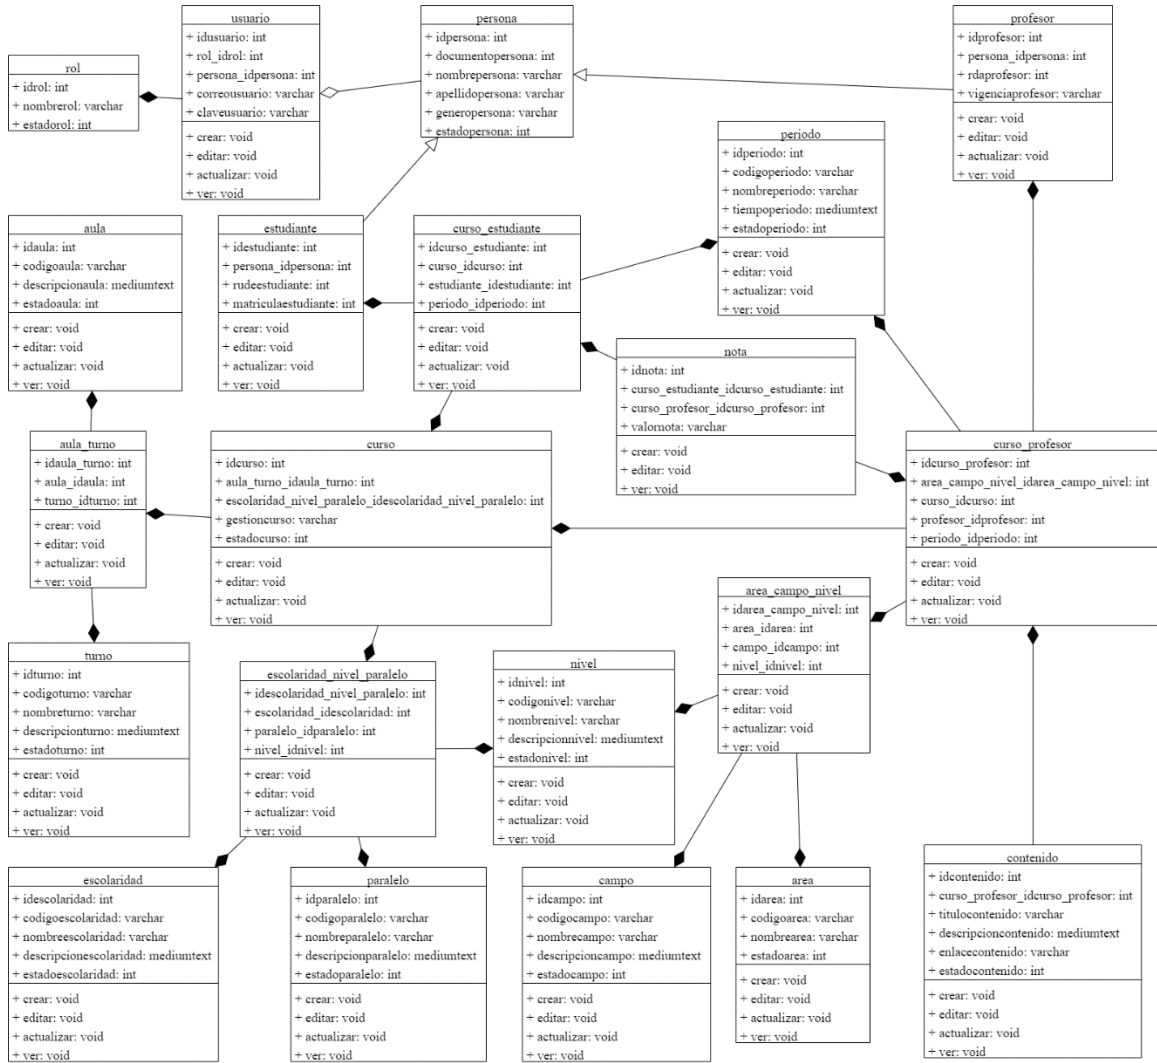 usuario
+ idusuario: int
+ rol_idrol: int
+ persona_idpersona: int
+ correousuario: varchar
+ claveusuario: varchar
+ crear: void
+ editar: void
+ actualizar: void
+ ver: void
persona
+ idpersona: int
+ documentopersona: int
+ nombrepersona: varchar
+ apellidopersona: varchar
+ generopersona: varchar
+ estadopersona: int
profesor
+ idprofesor: int
+ persona_idpersona: int
+ rdaprofesor: int
+ vigenciaprofesor: varchar
+ crear: void
+ editar: void
+ actualizar: void
+ ver: void
rol
+ idrol: int
+ nombrerol: varchar
+ estadorol: int
periodo
+ idperiodo: int
+ codigoperiodo: varchar
+ nombreperiodo: varchar
+ tiempoperiodo: mediumtext
+ estadoperiodo: int
+ crear: void
+ editar: void
+ actualizar: void
+ ver: void
aula
+ idaula: int
+ codigoaula: varchar
+ descripcionaula: mediumtext
+ estadoaula: int
+ crear: void
+ editar: void
+ actualizar: void
+ ver: void
estudiante
+ idestudiante: int
+ persona_idpersona: int
+ rudeestudiante: int
+ matriculaestudiante: int
+ crear: void
+ editar: void
+ actualizar: void
+ ver: void
curso_estudiante
+ idcurso_estudiante: int
+ curso_idcurso: int
+ estudiante_idestudiante: int
+ periodo_idperiodo: int
+ crear: void
+ editar: void
+ actualizar: void
+ ver: void
nota
+ idnota: int
+ curso_estudiante_idcurso_estudiante: int
+ curso_profesor_idcurso_profesor: int
+ valornota: varchar
+ crear: void
+ editar: void
+ ver: void
aula_turno
+ idaula_turno: int
+ aula_idaula: int
+ turno_idturno: int
+ crear: void
+ editar: void
+ actualizar: void
+ ver: void
curso
+ idcurso: int
+ aula_turno_idaula_turno: int
+ escolaridad_nivel_paralelo_idescolaridad_nivel_paralelo: int
+ gestioncurso: varchar
+ estadocurso: int
+ crear: void
+ editar: void
+ actualizar: void
+ ver: void
curso_profesor
+ idcurso_profesor: int
+ area_campo_nivel_idarea_campo_nivel: int
+ curso_idcurso: int
+ profesor_idprofesor: int
+ periodo_idperiodo: int
+ crear: void
+ editar: void
+ actualizar: void
+ ver: void
area_campo_nivel
+ idarea_campo_nivel: int
+ area_idarea: int
+ campo_idcampo: int
+ nivel_idnivel: int
+ crear: void
+ editar: void
+ actualizar: void
+ ver: void
turno
+ idturno: int
+ codigoturno: varchar
+ nombreturno: varchar
+ descripcionturno: mediumtext
+ estadoturno: int
+ crear: void
+ editar: void
+ actualizar: void
+ ver: void
escolaridad_nivel_paralelo
+ idescolaridad_nivel_paralelo: int
+ escolaridad_idescolaridad: int
+ paralelo_idparalelo: int
+ nivel_idnivel: int
+ crear: void
+ editar: void
+ actualizar: void
+ ver: void
nivel
+ idnivel: int
+ codigonivel: varchar
+ nombrenivel: varchar
+ descripcionnivel: mediumtext
+ estadonivel: int
+ crear: void
+ editar: void
+ actualizar: void
+ ver: void
escolaridad
+ idescolaridad: int
+ codigoescolaridad: varchar
+ nombreescolaridad: varchar
+ descripcionescolaridad: mediumtext
+ estadoescolaridad: int
+ crear: void
+ editar: void
+ actualizar: void
+ ver: void
paralelo
+ idparalelo: int
+ codigoparalelo: varchar
+ nombreparalelo: varchar
+ descripcionparalelo: mediumtext
+ estadoparalelo: int
+ crear: void
+ editar: void
+ actualizar: void
+ ver: void
campo
+ idcampo: int
+ codigocampo: varchar
+ nombrecampo: varchar
+ descripcioncampo: mediumtext
+ estadocampo: int
+ crear: void
+ editar: void
+ actualizar: void
+ ver: void
area
+ idarea: int
+ codigoarea: varchar
+ nombrearea: varchar
+ estadoarea: int
+ crear: void
+ editar: void
+ actualizar: void
+ ver: void
contenido
+ idcontenido: int
+ curso_profesor_idcurso_profesor: int
+ titulocontenido: varchar
+ descripcioncontenido: mediumtext
+ enlacecontenido: varchar
+ estadocontenido: int
+ crear: void
+ editar: void
+ actualizar: void
+ ver: void